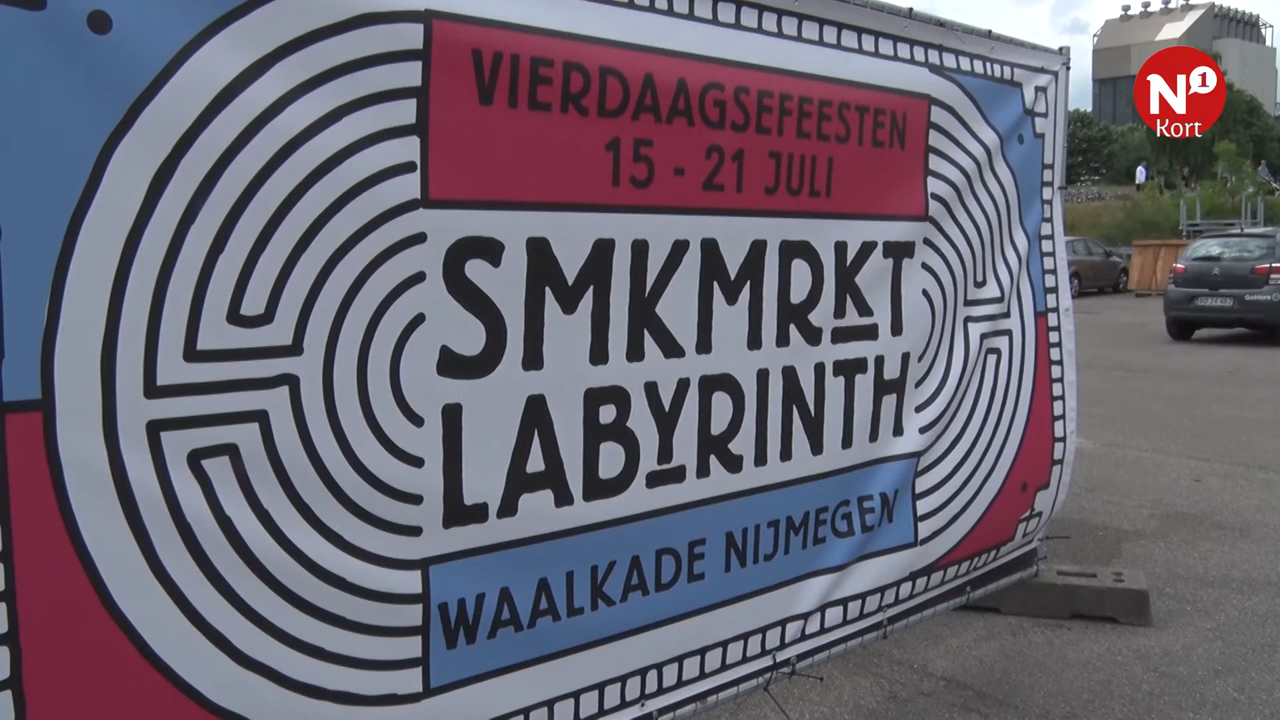 VIERDAAGSEFEESTEN
15 - 21 JULI
SMKMRKT
LABYRINTH
WAALKADE NIJMEGEN
N1
Kort